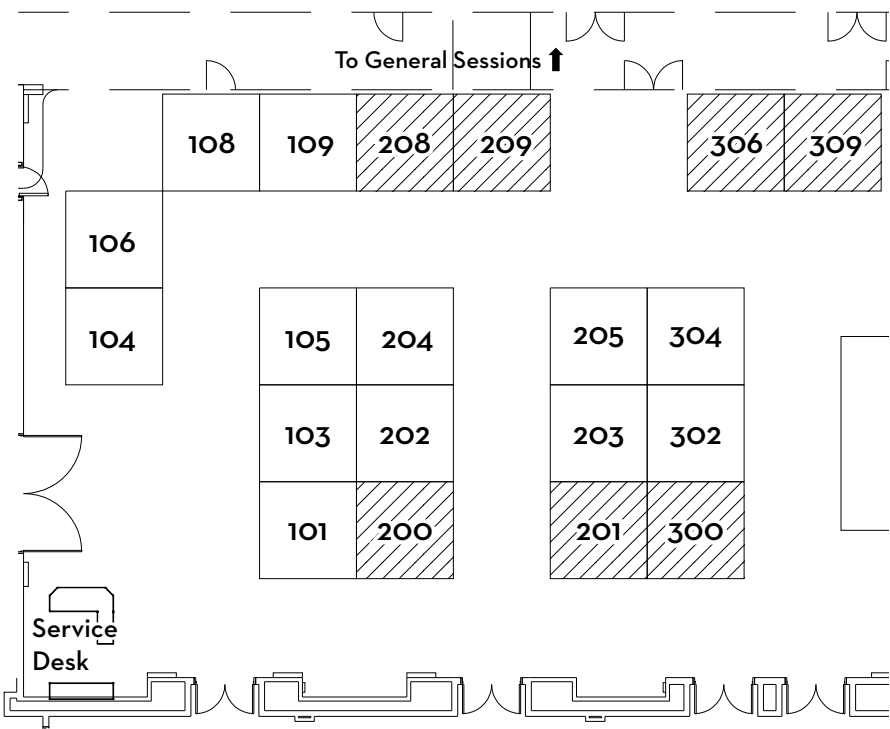 To General Sessions
108 109 208 209 306 309
106
104 105 204 205 304
103 202 203 302
101 200 201 300
Service
Desk